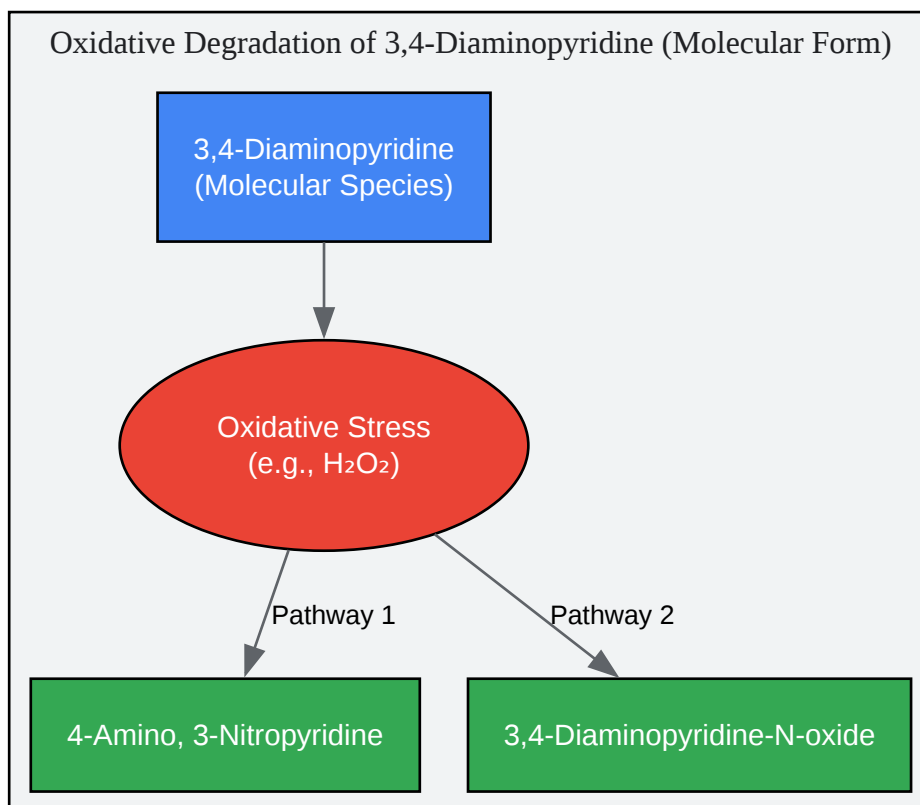 Oxidative Degradation of 3,4-Diaminopyridine (Molecular Form)
3,4-Diaminopyridine
(Molecular Species)
Oxidative Stress
(e.g., H₂O₂)
Pathway 1
Pathway 2
4-Amino, 3-Nitropyridine
3,4-Diaminopyridine-N-oxide